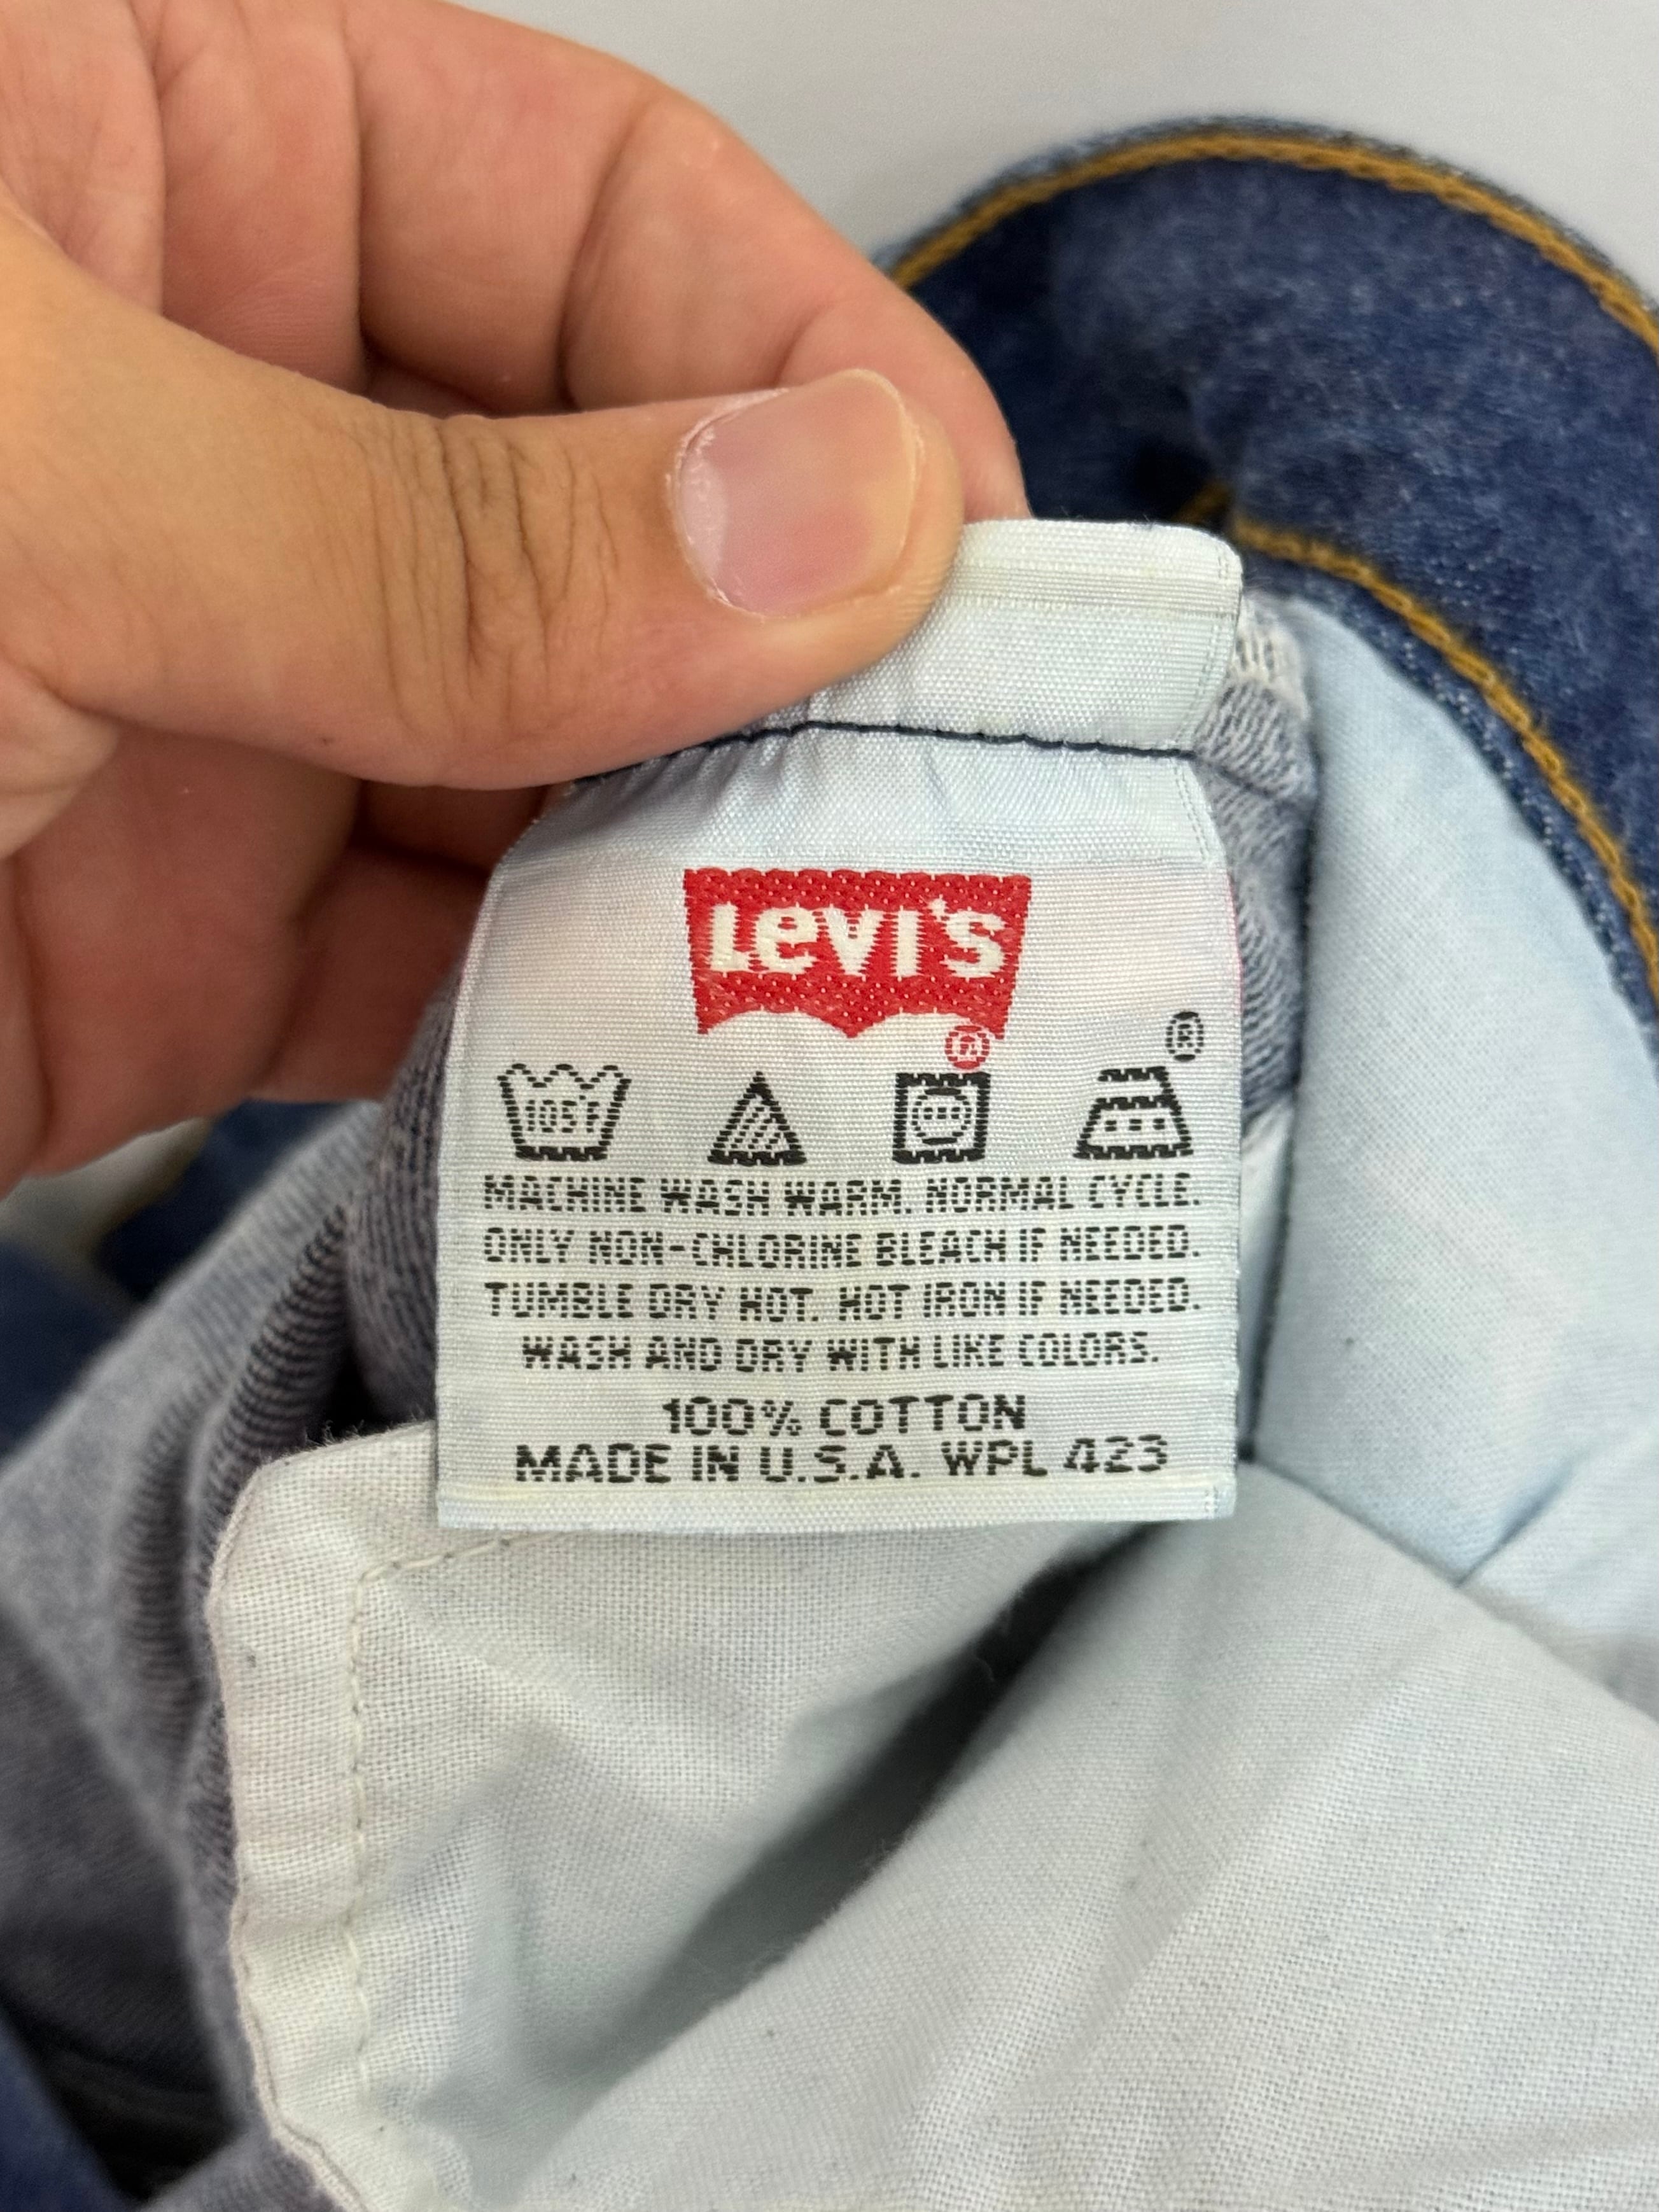 Levi's
®
®
105°F
MACHINE WASH WARM. NORMAL CYCLE.
ONLY NON-CHLORINE BLEACH IF NEEDED.
TUMBLE DRY HOT. HOT IRON IF NEEDED.
WASH AND DRY WITH LIKE COLORS.
100% COTTON
MADE IN U.S.A. WPL 423